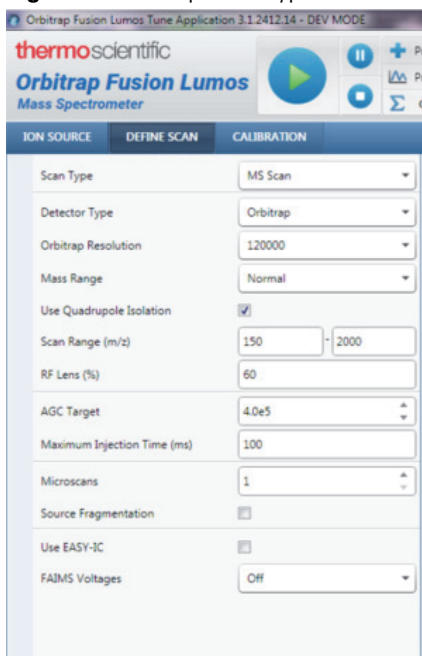 Orbitrap Fusion Lumos Tune Application 3.1.2412.14 - DEV MODE
thermoscientific
Orbitrap Fusion Lumos
Mass Spectrometer
ION SOURCE DEFINE SCAN CALIBRATION
Scan Type MS Scan
Detector Type Orbitrap
Orbitrap Resolution 120000
Mass Range Normal
Use Quadrupole Isolation
Scan Range (m/z) 150 - 2000
RF Lens (%) 60
AGC Target 4.0e5
Maximum Injection Time (ms) 100
Microscans 1
Source Fragmentation
Use EASY-IC
FAIMS Voltages Off